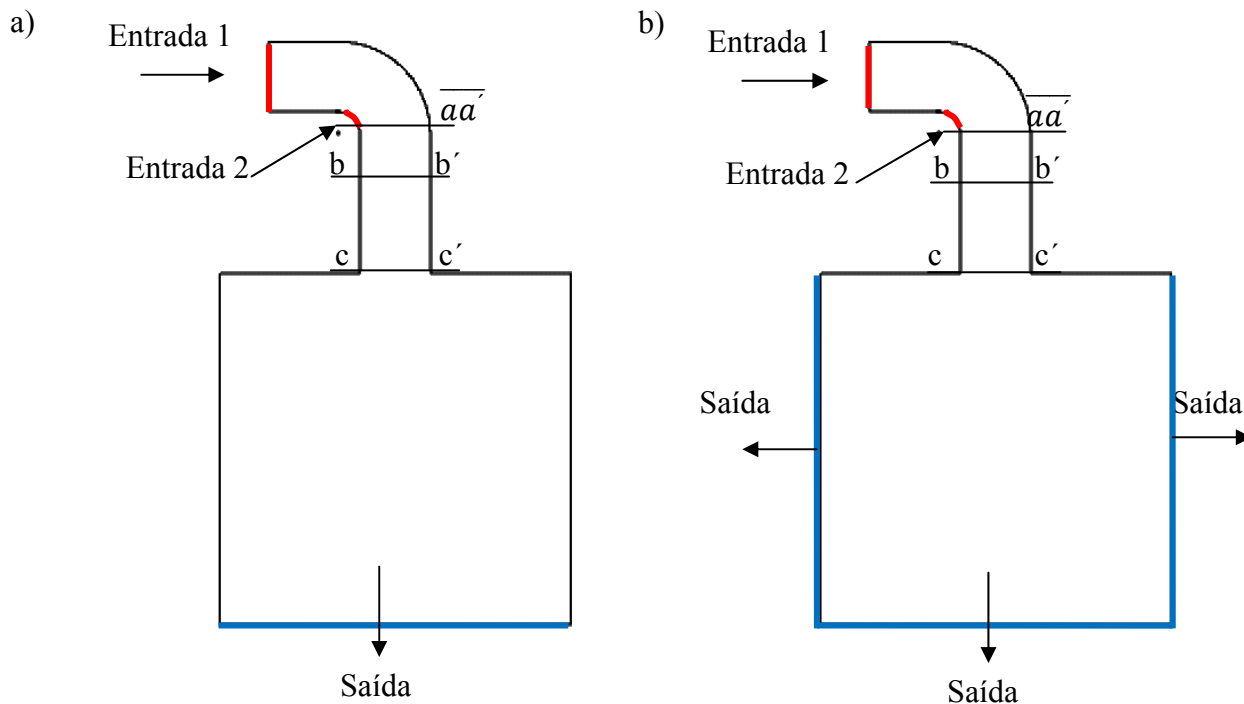 a)
Entrada 1
aa´
Entrada 2
b b´
c c´
Saída
b)
Entrada 1
aa´
Entrada 2
b b´
c c´
Saída
Saída
Saída